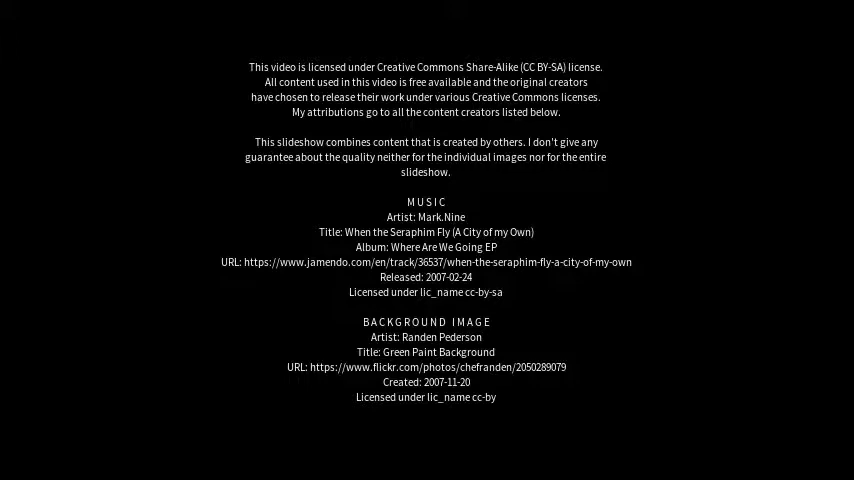 This video is licensed under Creative Commons Share-Alike (CC BY-SA) license.
All content used in this video is free available and the original creators
have chosen to release their work under various Creative Commons licenses.
My attributions go to all the content creators listed below.
This slideshow combines content that is created by others. I don't give any
guarantee about the quality neither for the individual images nor for the entire
slideshow.
MUSIC
Artist: Mark.Nine
Title: When the Seraphim Fly (A City of my Own)
Album: Where Are We Going EP
URL: https://www.jamendo.com/en/track/36537/when-the-seraphim-fly-a-city-of-my-own
Released: 2007-02-24
Licensed under lic_name cc-by-sa
BACKGROUND IMAGE
Artist: Randen Pederson
Title: Green Paint Background
URL: https://www.flickr.com/photos/chefranden/2050289079
Created: 2007-11-20
Licensed under lic_name cc-by